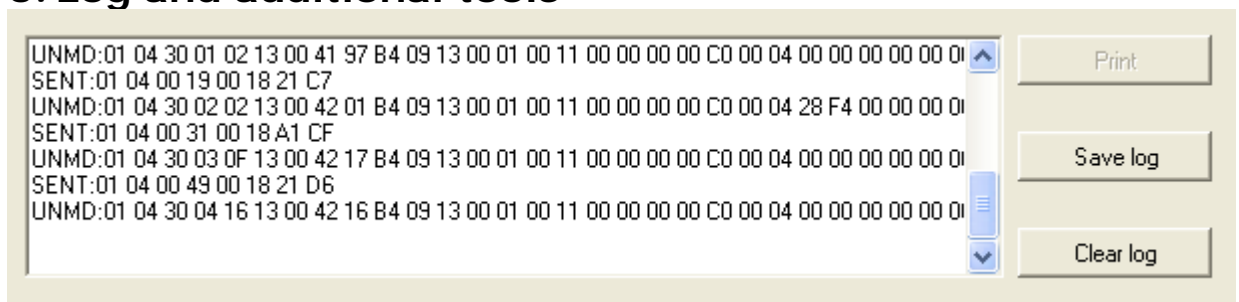 UNMD:01 04 30 01 02 13 00 41 97 B4 09 13 00 01 00 11 00 00 00 00 C0 00 04 00 00 00 00 00
SENT:01 04 00 19 00 18 21 C7
UNMD:01 04 30 02 02 13 00 42 01 B4 09 13 00 01 00 11 00 00 00 00 C0 00 04 28 F4 00 00 00
SENT:01 04 00 31 00 18 A1 CF
UNMD:01 04 30 03 0F 13 00 42 17 B4 09 13 00 01 00 11 00 00 00 00 C0 00 04 00 00 00 00 00
SENT:01 04 00 49 00 18 21 D6
UNMD:01 04 30 04 16 13 00 42 16 B4 09 13 00 01 00 11 00 00 00 00 C0 00 04 00 00 00 00 00
Print
Save log
Clear log